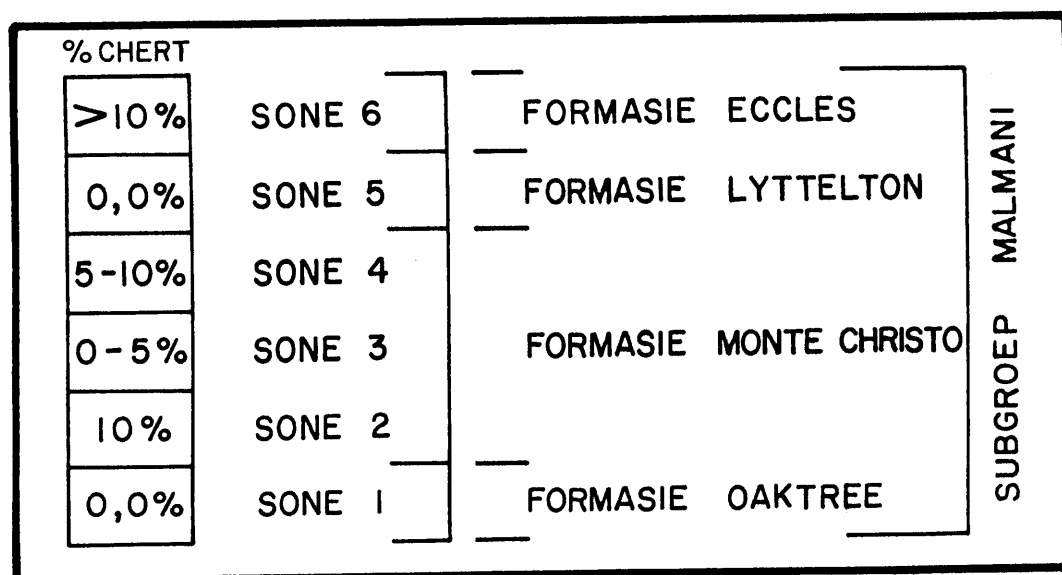 % CHERT
>10% SONE 6 FORMASIE ECCLES
0,0% SONE 5 FORMASIE LYTTELTON
5-10% SONE 4
0-5% SONE 3 FORMASIE MONTE CHRISTO
10% SONE 2
0,0% SONE 1 FORMASIE OAKTREE
SUBGROEP MALMANI